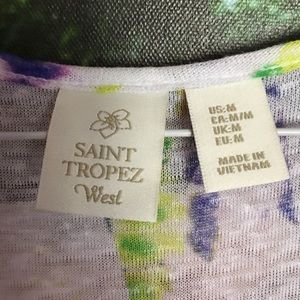 SAINT
TROPEZ
West
US:M
CA:M/M
UK:M
EU:M
MADE IN
VIETNAM